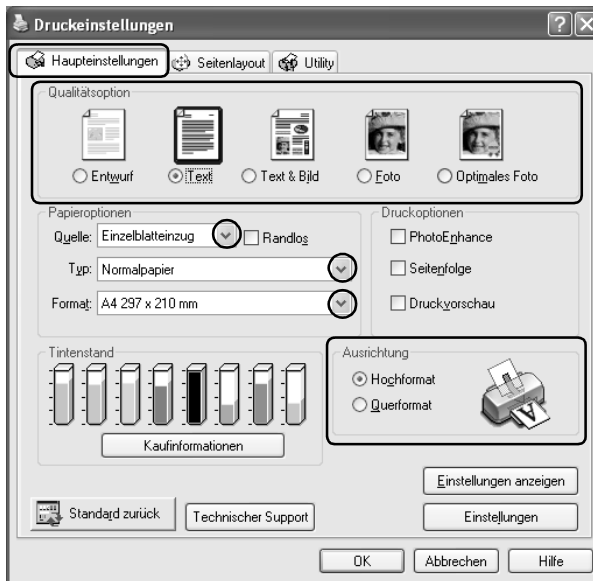 Druckeinstellungen
Haupteinstellungen Seitenlayout Utility
Qualitätsoption
Entwurf Text Text & Bild Foto Optimales Foto
Papieroptionen
Quelle: Einzelblatteinzug Randlos
Typ: Normalpapier
Format: A4 297 x 210 mm
Druckoptionen
PhotoEnhance
Seitenfolge
Druckvorschau
Tintenstand
Kaufinformationen
Ausrichtung
Hochformat
Querformat
Einstellungen anzeigen
Standard zurück Technischer Support Einstellungen
OK Abbrechen Hilfe